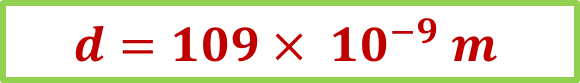 d = 109 × 10⁻⁹ m